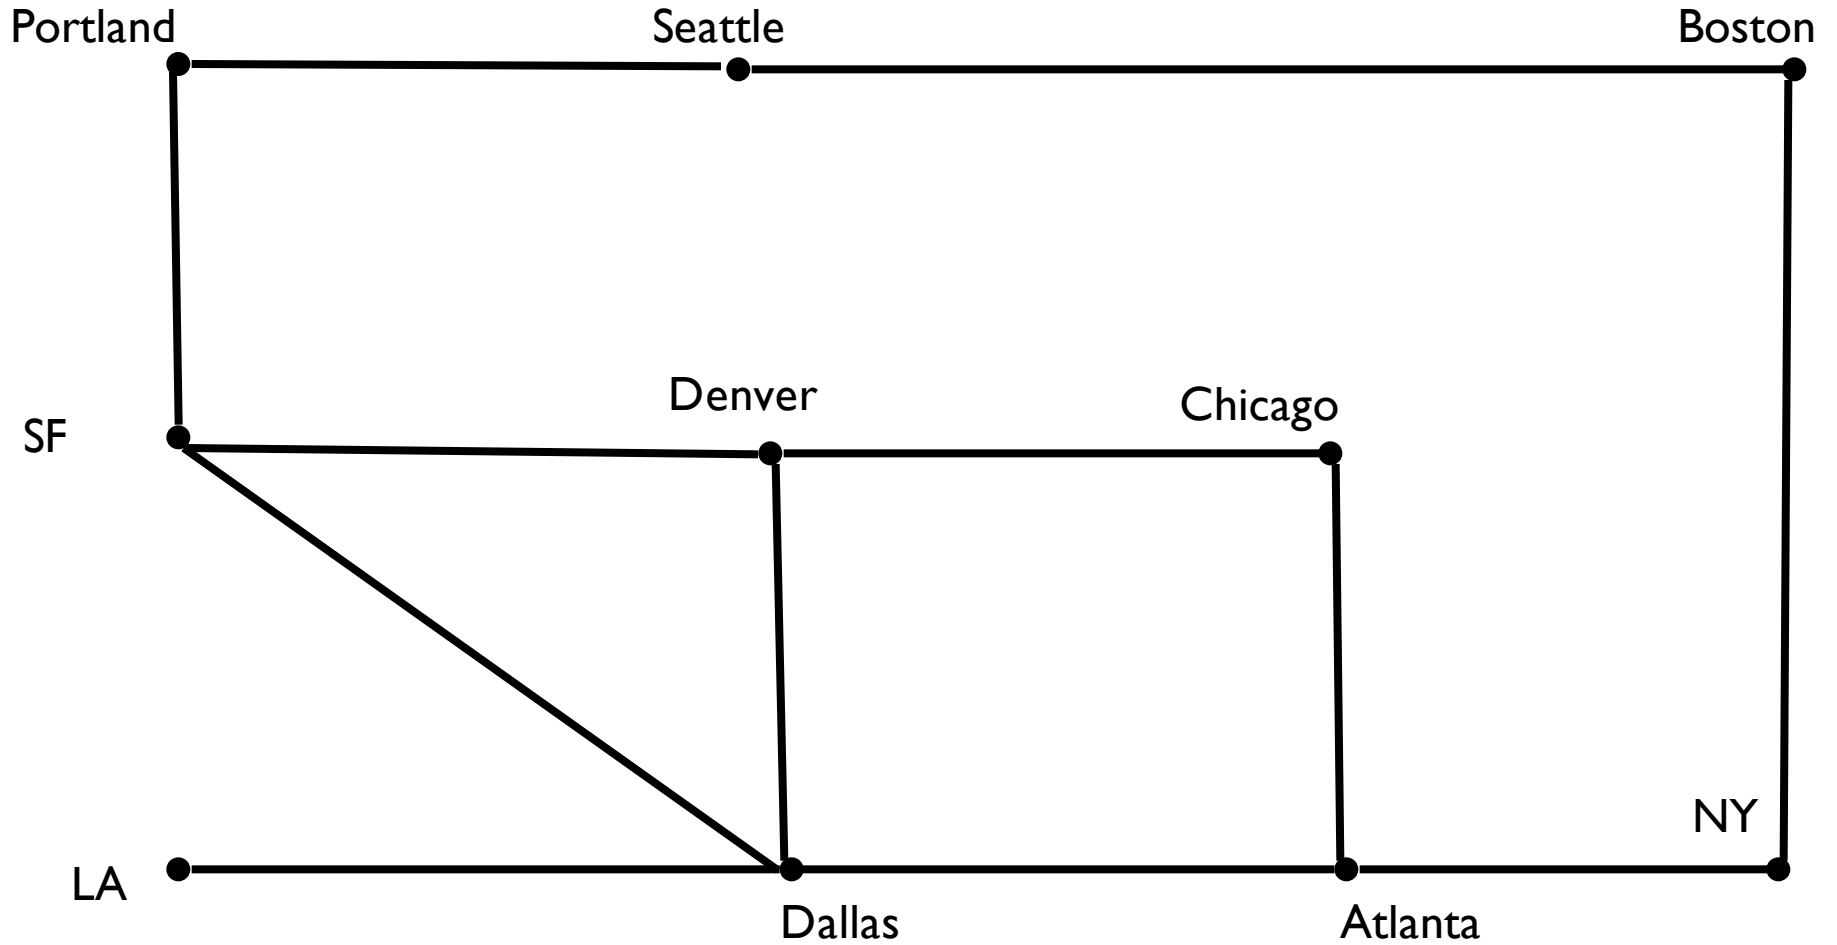 Portland
Seattle
Boston
Denver
Chicago
SF
NY
LA
Dallas
Atlanta